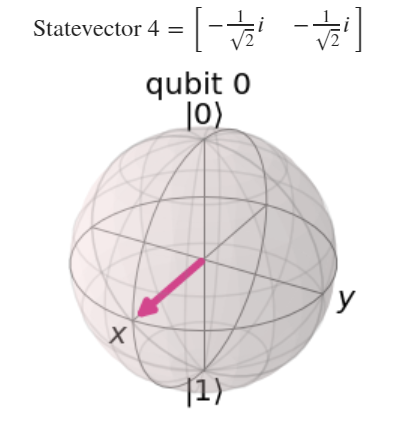 Statevector 4 = [ -1/√2 i   -1/√2 i ]
qubit 0
|0⟩
y
x
|1⟩